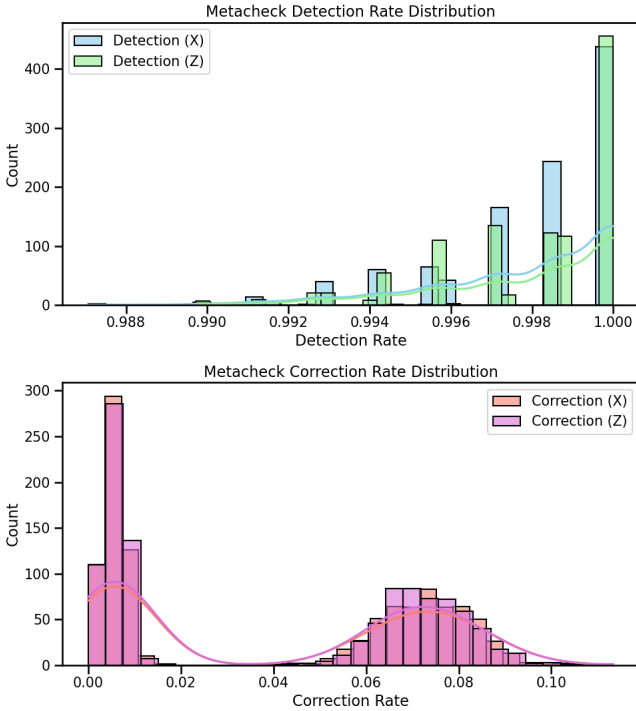 Metacheck Detection Rate Distribution
Detection (X)
Detection (Z)
400
300
200
100
0
Count
0.988 0.990 0.992 0.994 0.996 0.998 1.000
Detection Rate
Metacheck Correction Rate Distribution
Correction (X)
Correction (Z)
300
250
200
150
100
50
0
Count
0.00 0.02 0.04 0.06 0.08 0.10
Correction Rate